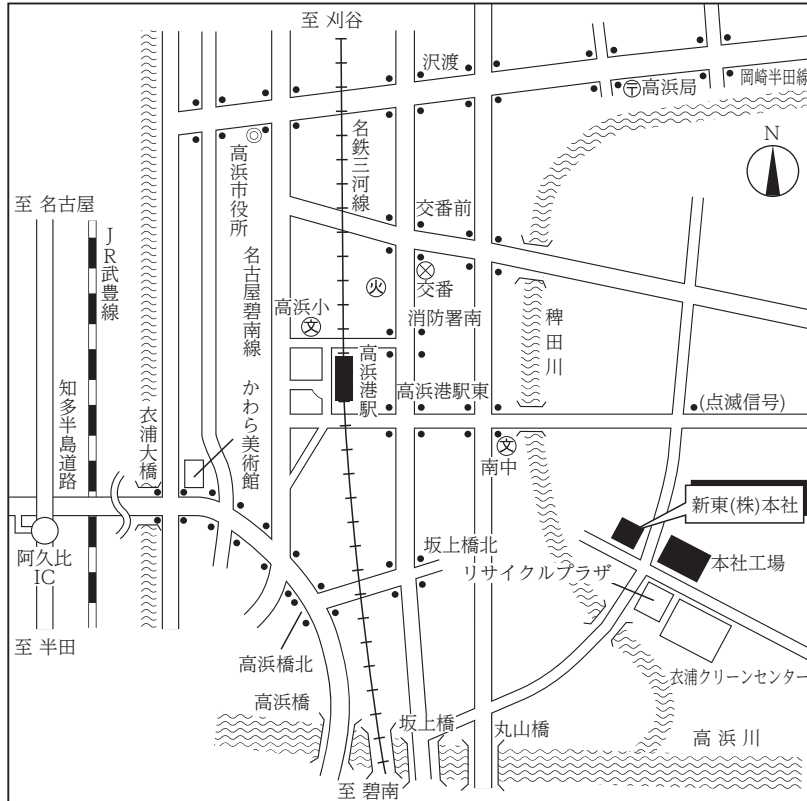 至 刈谷
沢渡
岡崎半田線
〒高浜局
名鉄三河線
N
高浜市役所
至 名古屋
交番前
JR武豊線
名古屋碧南線
交番
火
高浜小
文
消防署南
稗田川
高浜港駅
知多半島道路
衣浦大橋
かわら美術館
高浜港駅東
(点滅信号)
文
南中
新東(株)本社
阿久比
IC
坂上橋北
本社工場
リサイクルプラザ
至 半田
高浜橋北
衣浦クリーンセンター
高浜橋
坂上橋
丸山橋
高浜川
至 碧南